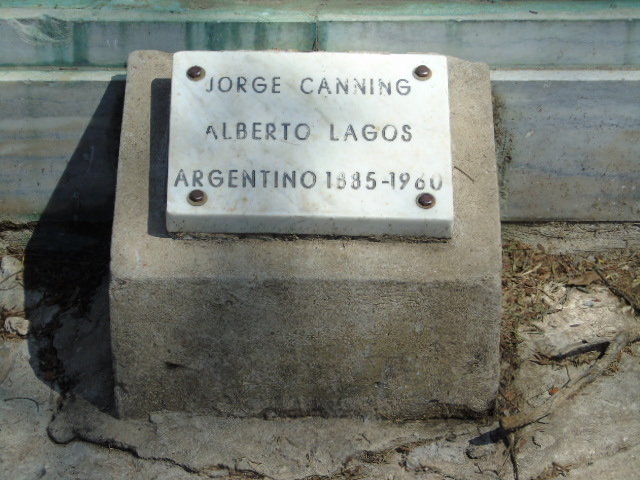 JORGE CANNING
ALBERTO LAGOS
ARGENTINO 1885-1960